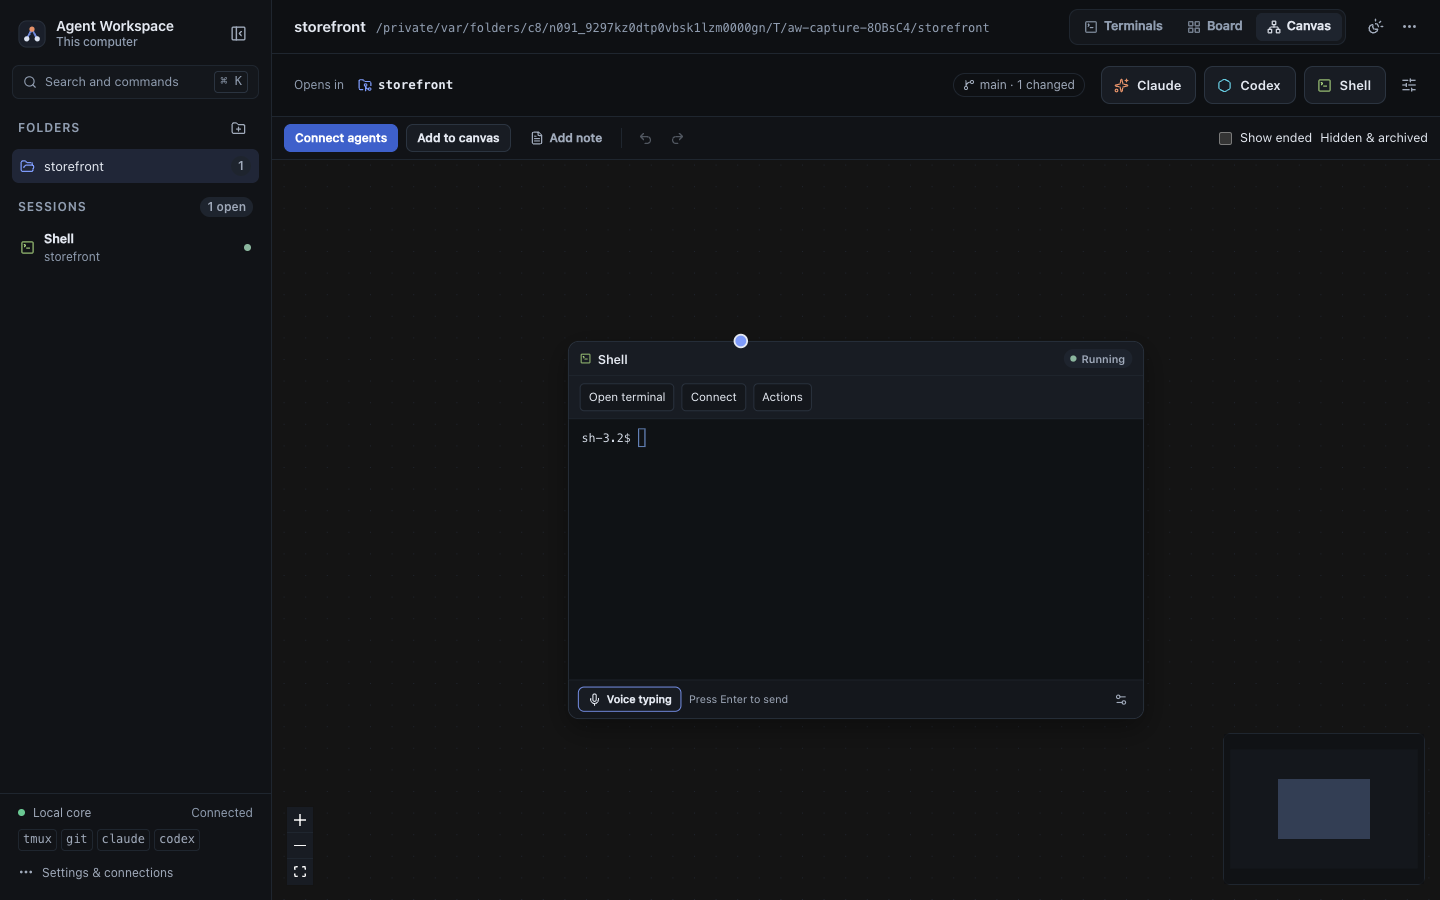 Agent Workspace
This computer
Search and commands ⌘ K
FOLDERS
storefront 1
SESSIONS 1 open
Shell
storefront
Local core Connected
tmux git claude codex
Settings & connections
storefront /private/var/folders/c8/n091_9297kz0dtp0vbsk1lzm0000gn/T/aw-capture-8OBsC4/storefront
Terminals Board Canvas
Opens in storefront main · 1 changed Claude Codex Shell
Connect agents Add to canvas Add note Show ended Hidden & archived
Shell Running
Open terminal Connect Actions
sh-3.2$
Voice typing Press Enter to send